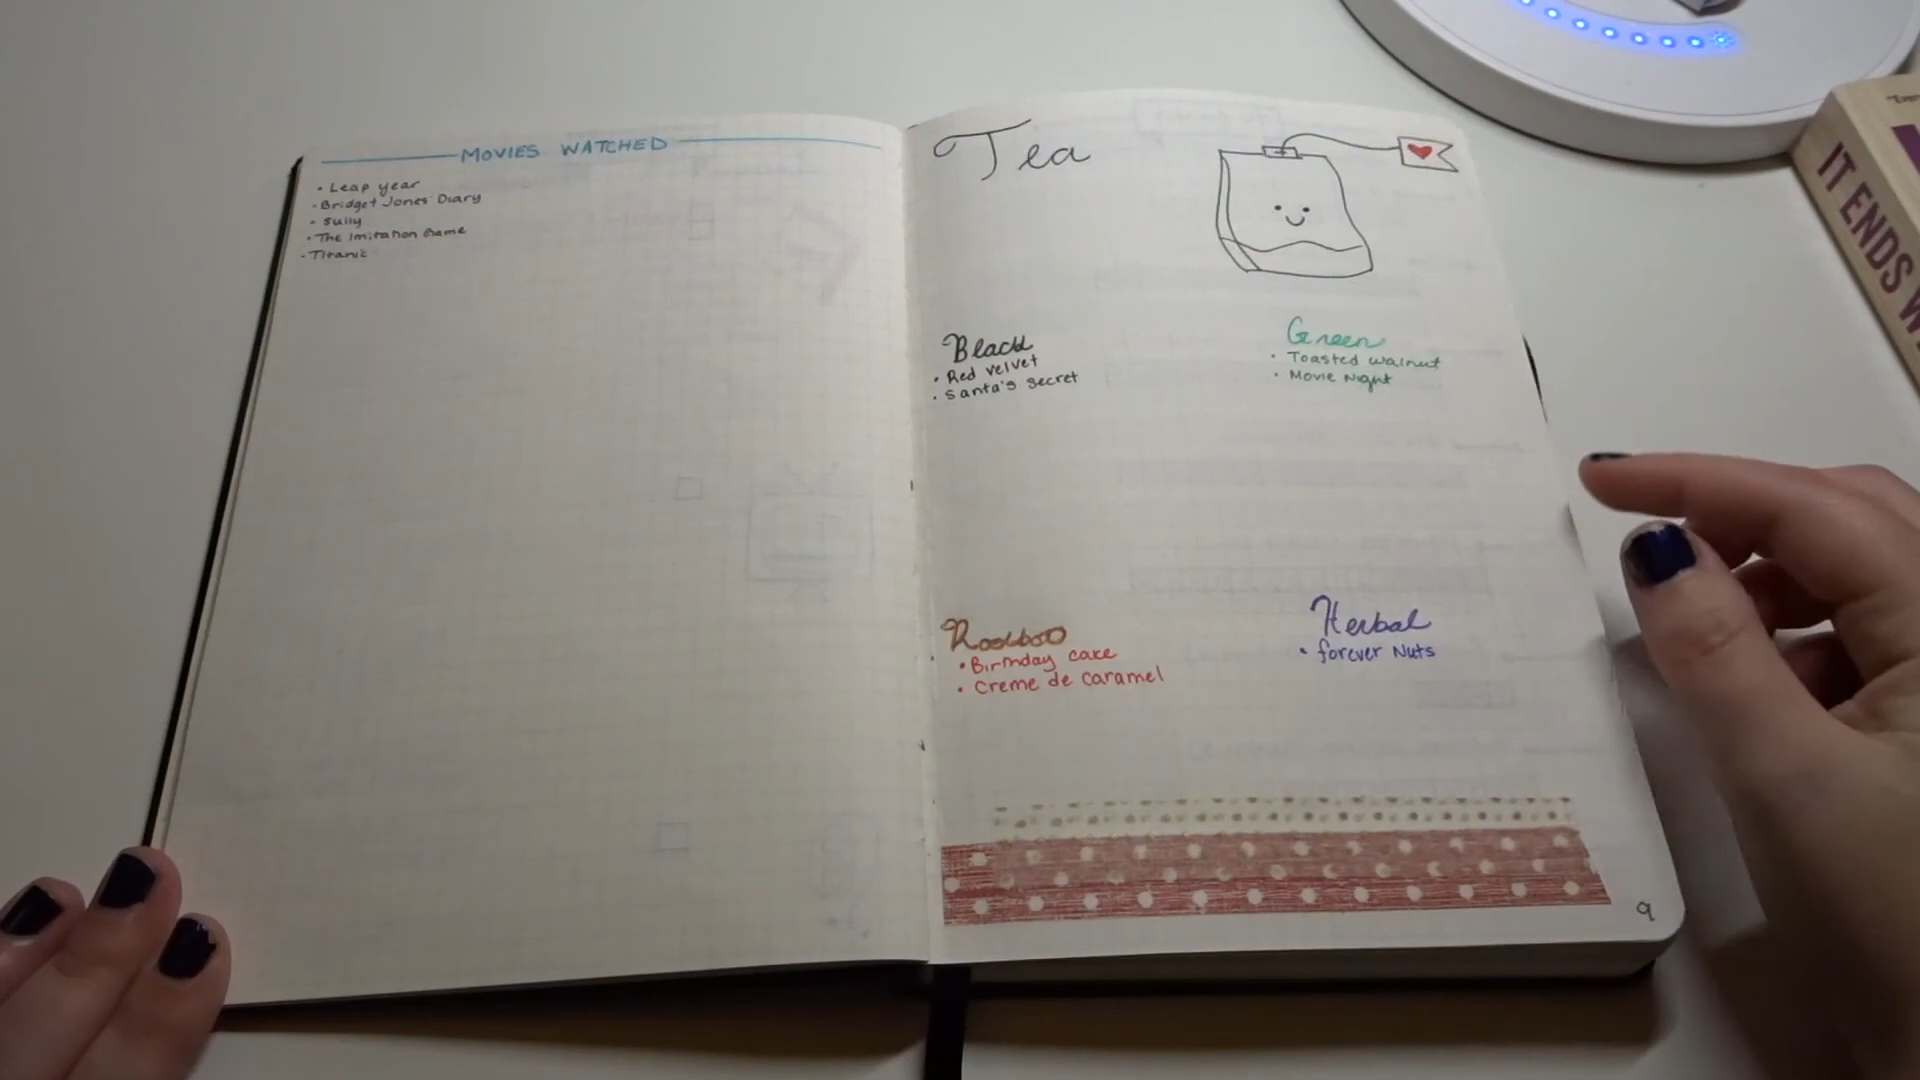 MOVIES WATCHED
• Leap year
• Bridget Jones' Diary
• Sully
• The Imitation Game
• Titanic
Tea
Black
• Red velvet
• Santa's secret
Green
• Toasted walnut
• Movie Night
Rooibos
• Birthday cake
• Creme de caramel
Herbal
• forever Nuts
9
IT ENDS W